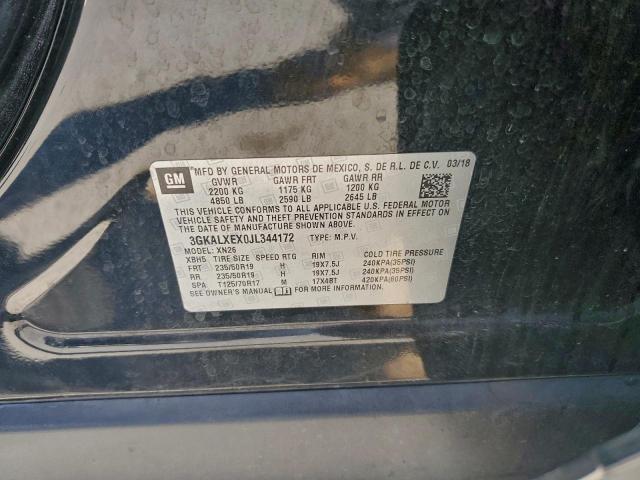 GM MFD BY GENERAL MOTORS DE MEXICO, S. DE R.L. DE C.V. 03/18
GVWR GAWR FRT GAWR RR
2200 KG 1175 KG 1200 KG
4850 LB 2590 LB 2645 LB
THIS VEHICLE CONFORMS TO ALL APPLICABLE U.S. FEDERAL MOTOR
VEHICLE SAFETY AND THEFT PREVENTION STANDARDS IN EFFECT ON
THE DATE OF MANUFACTURE SHOWN ABOVE.
3GKALXEX0JL344172 TYPE: M.P.V.
MODEL: XN26
XBH5 TIRE SIZE SPEED RTG RIM COLD TIRE PRESSURE
FRT 235/50R19 H 19X7.5J 240KPA(35PSI)
RR 235/50R19 H 19X7.5J 240KPA(35PSI)
SPA T125/70R17 M 17X4BT 420KPA(60PSI)
SEE OWNER'S MANUAL FOR MORE INFORMATION.